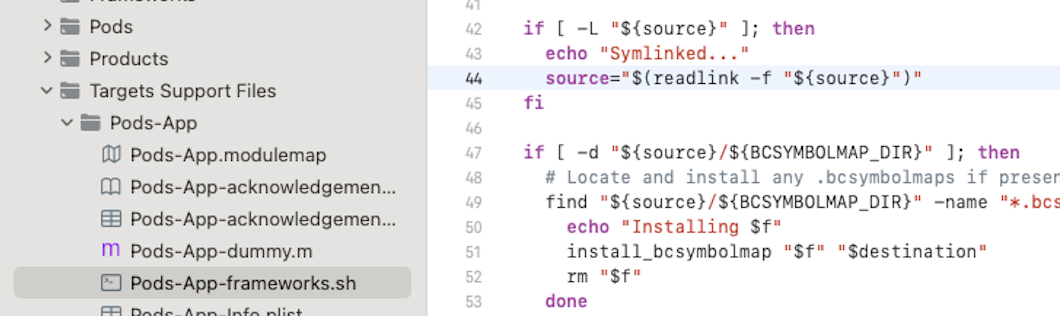 Frameworks
Pods
Products
Targets Support Files
Pods-App
Pods-App.modulemap
Pods-App-acknowledgemen...
Pods-App-acknowledgemen...
Pods-App-dummy.m
Pods-App-frameworks.sh
Pods-App-Info.plist
41
42 if [ -L "${source}" ]; then
43 echo "Symlinked..."
44 source="$(readlink -f "${source}")"
45 fi
46
47 if [ -d "${source}/${BCSYMBOLMAP_DIR}" ]; then
48 # Locate and install any .bcsymbolmaps if presen
49 find "${source}/${BCSYMBOLMAP_DIR}" -name "*.bcs
50 echo "Installing $f"
51 install_bcsymbolmap "$f" "$destination"
52 rm "$f"
53 done